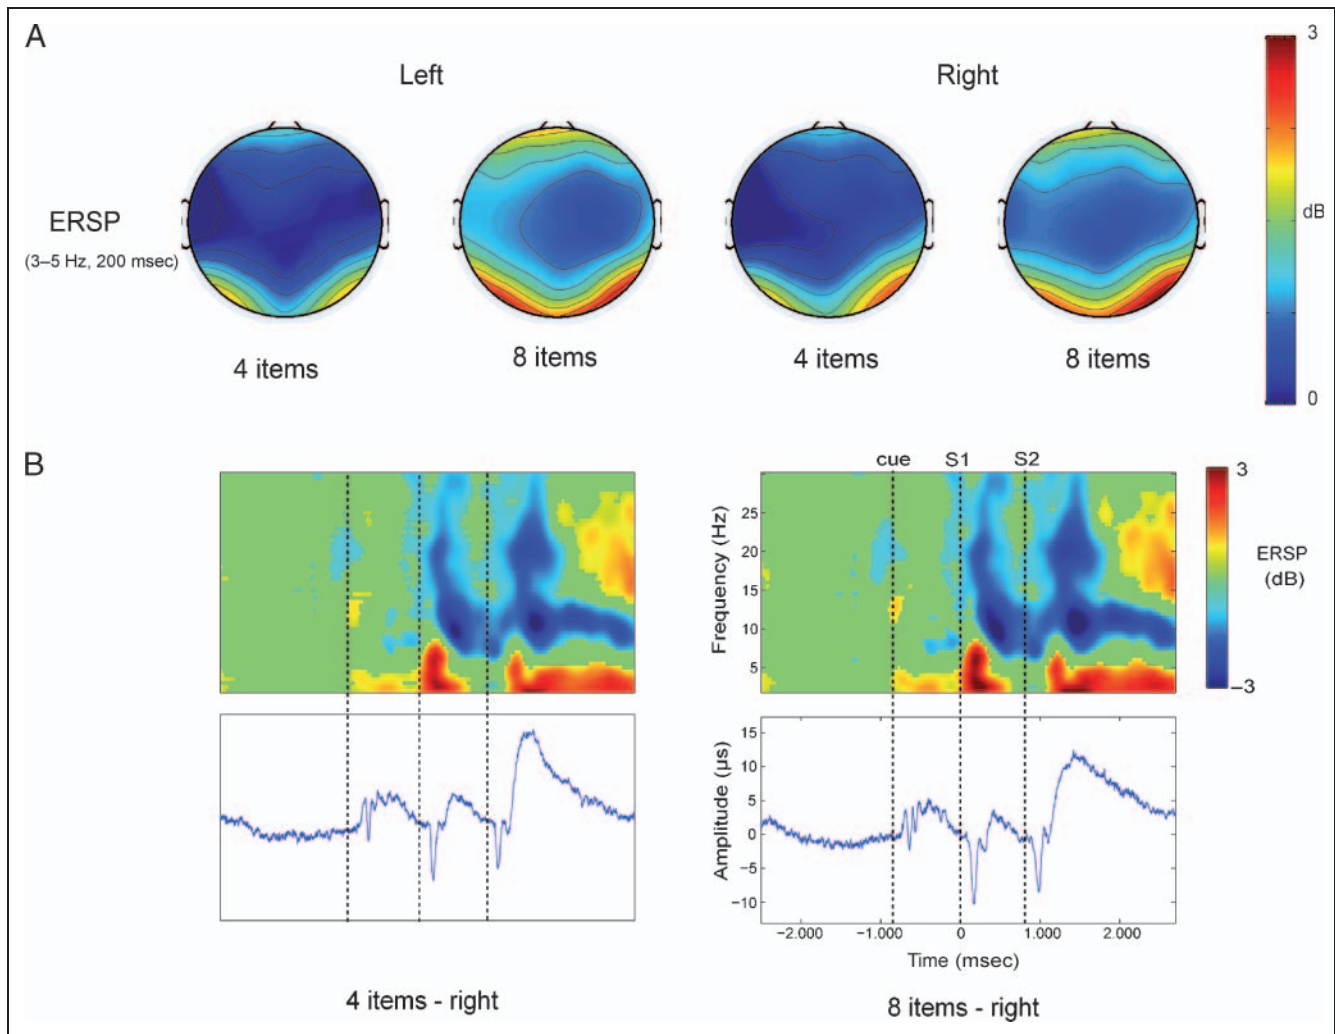 A
Left
Right
3
dB
0
ERSP
(3–5 Hz, 200 msec)
4 items
8 items
4 items
8 items
B
cue S1 S2
3
ERSP
(dB)
−3
Frequency (Hz)
25
20
15
10
5
Amplitude (µs)
15
10
5
0
−5
−10
−2.000 −1.000 0 1.000 2.000
Time (msec)
4 items - right
8 items - right